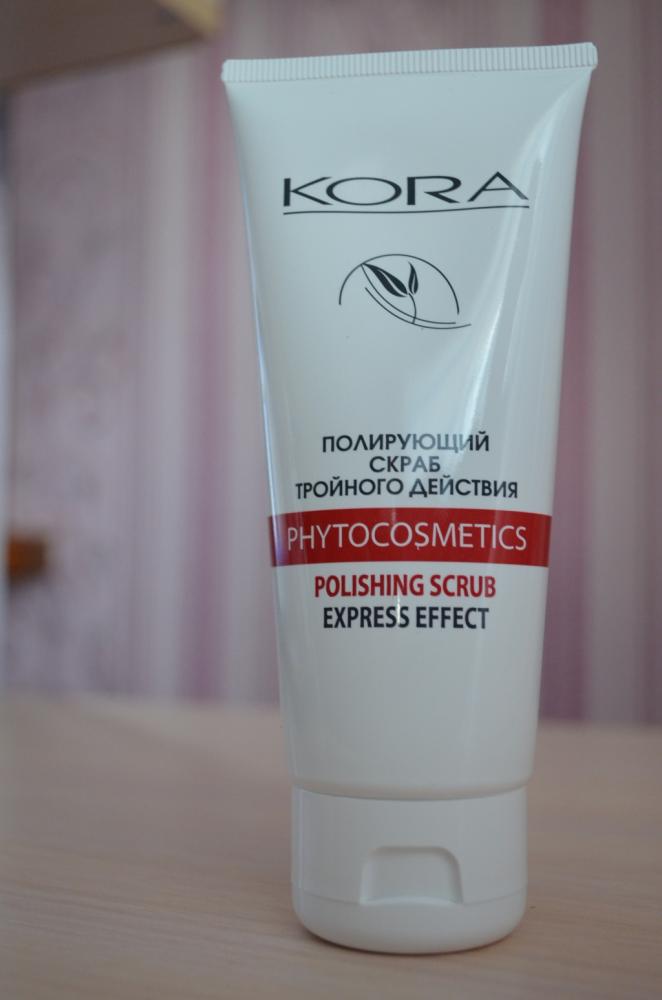 KORA
ПОЛИРУЮЩИЙ
СКРАБ
ТРОЙНОГО ДЕЙСТВИЯ
PHYTOCOSMETICS
POLISHING SCRUB
EXPRESS EFFECT